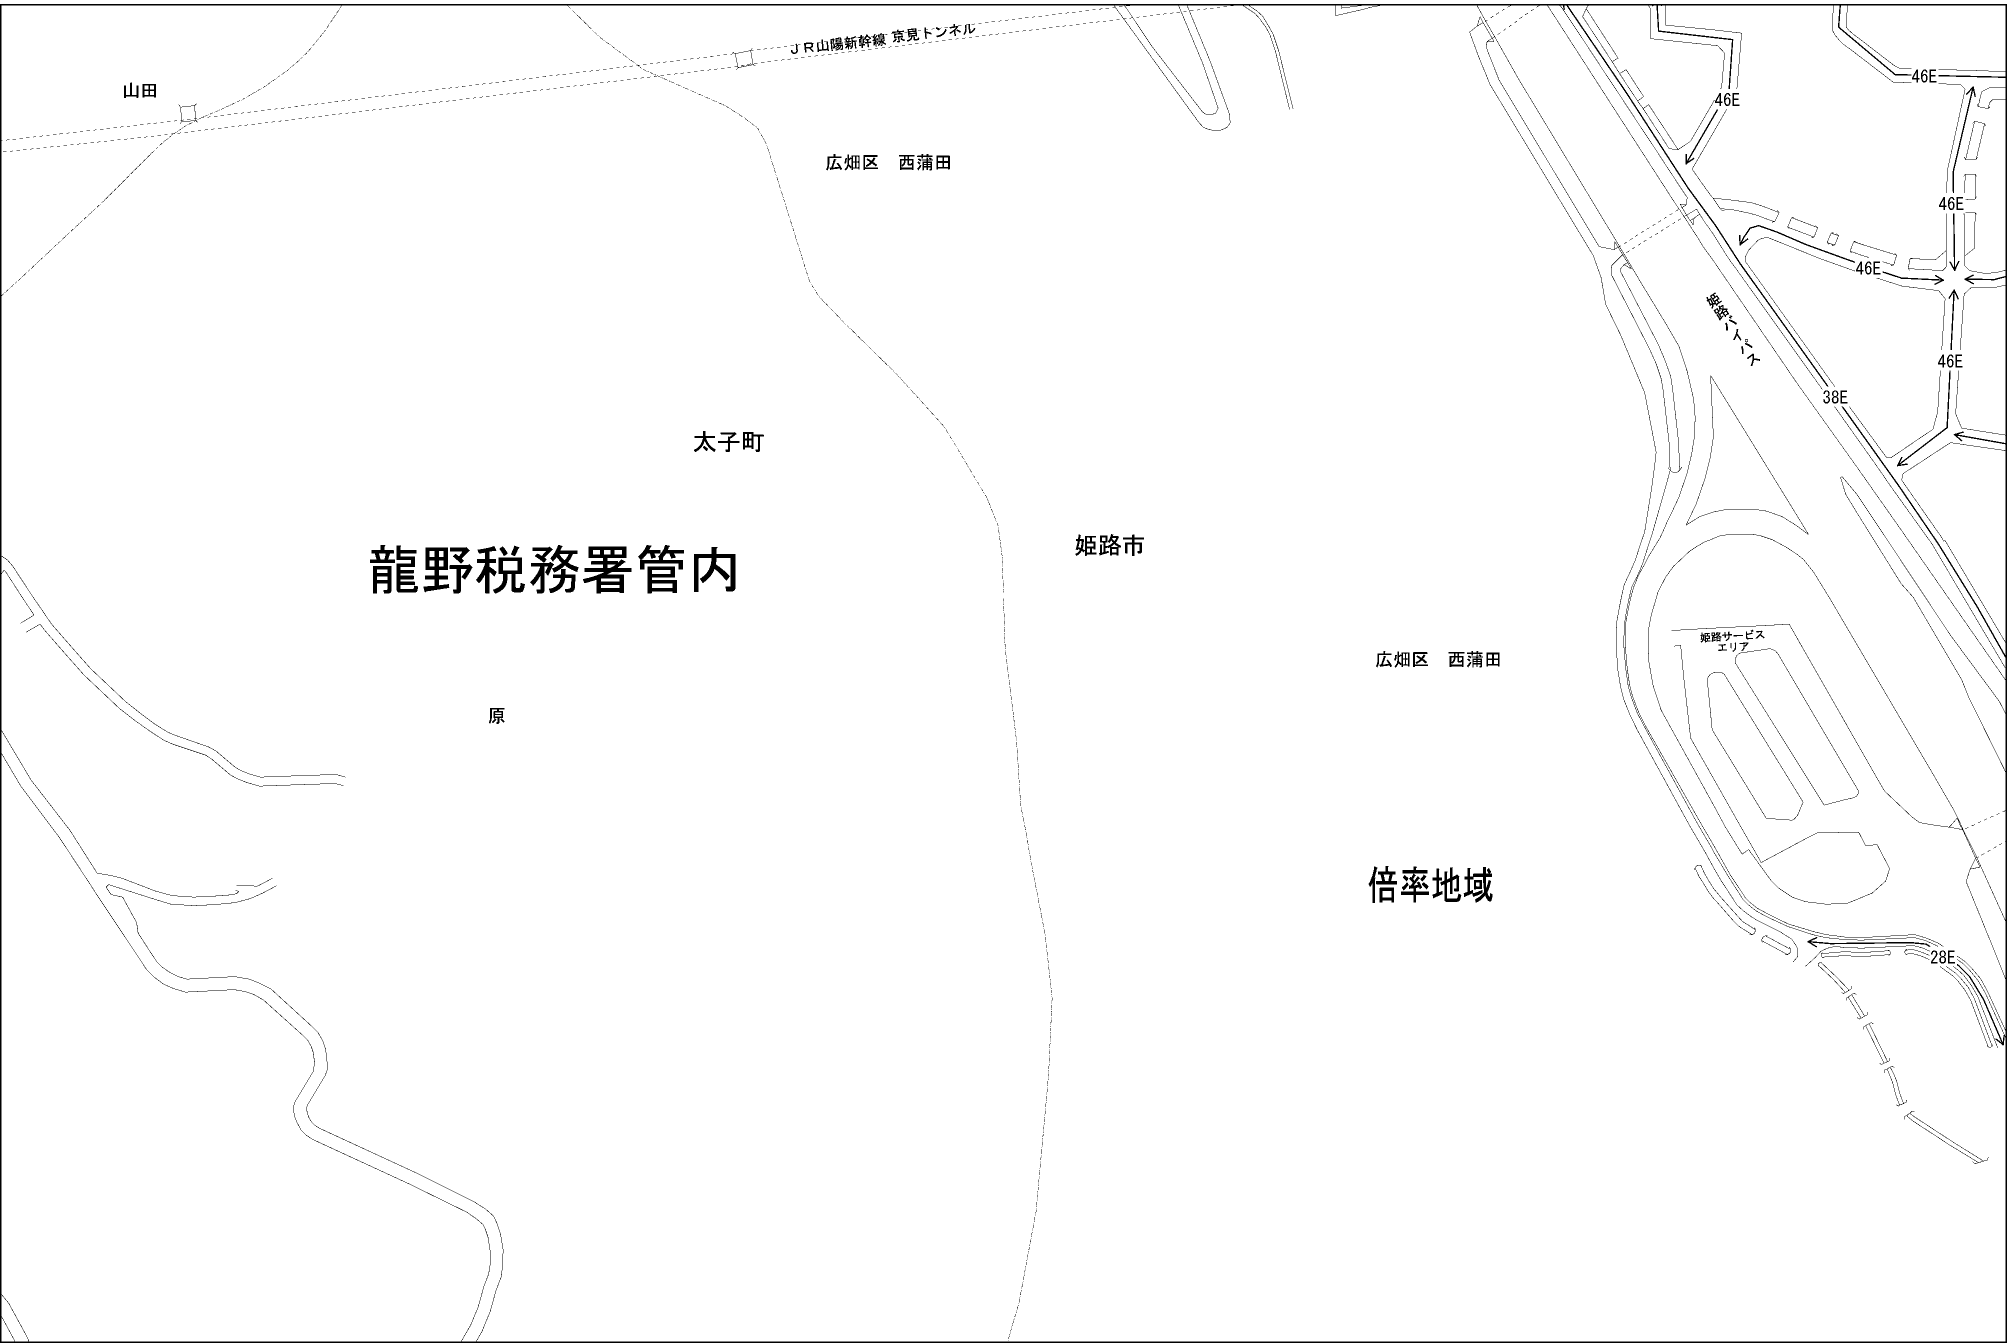 ＪＲ山陽新幹線 京見トンネル
山田
46E
46E
広畑区　西蒲田
46E
46E
姫路バイパス
46E
38E
太子町
姫路市
龍野税務署管内
姫路サービス
エリア
広畑区　西蒲田
原
倍率地域
28E